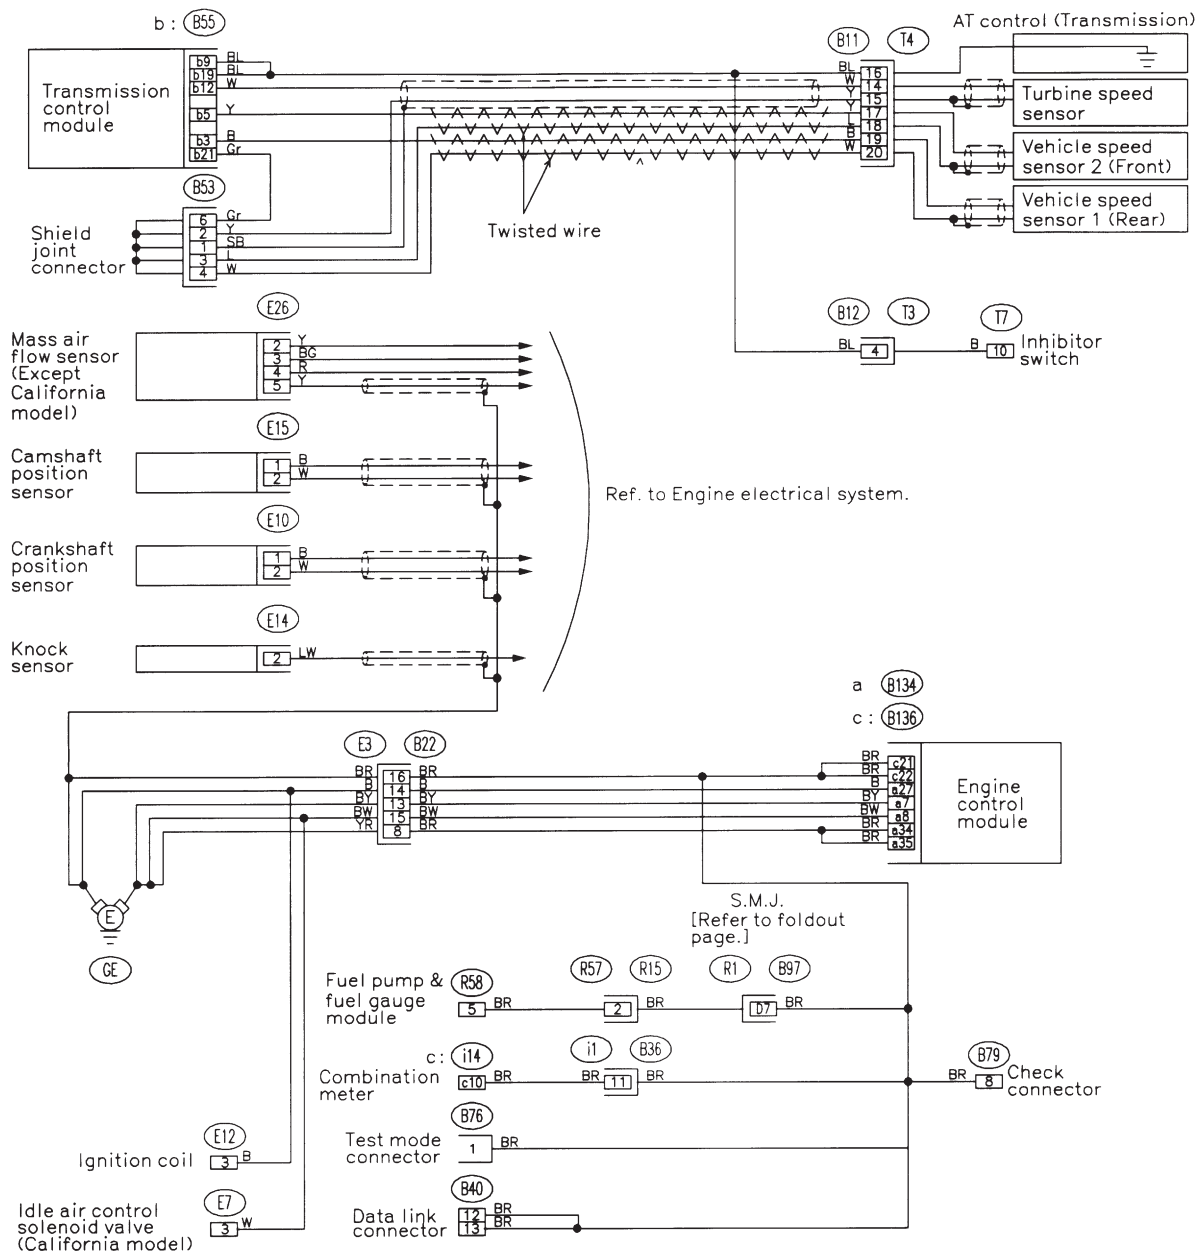 b : B55
B11 T4
AT control (Transmission)
Transmission
control
module
b9 BL
b19 BL
b12 W
b5 Y
b3 B
b21 Gr
BL 16
W 14
Y 15
Y 17
L 18
B 19
W 20
Turbine speed
sensor
Vehicle speed
sensor 2 (Front)
Vehicle speed
sensor 1 (Rear)
Twisted wire
B53
Shield
joint
connector
6 Gr
2 Y
1 SB
3 L
4 W
E26
Mass air
flow sensor
(Except
California
model)
2 Y
3 BG
4 R
5 Y
B12 T3 T7
BL 4 B 10
Inhibitor
switch
E15
Camshaft
position
sensor
1 B
2 W
Ref. to Engine electrical system.
E10
Crankshaft
position
sensor
1 B
2 W
E14
Knock
sensor
2 LW
a B134
c : B136
E3 B22
BR 16 BR
B 14 B
BY 13 BY
BW 15 BW
YR 8 BR
BR c21
BR c22
B a27
BY a7
BW a8
BR a34
BR a35
Engine
control
module
E
GE
S.M.J.
[Refer to foldout
page.]
Fuel pump &
fuel gauge
module
R58 R57 R15 R1 B97
5 BR 2 BR D7 BR
c : i14 i1 B36
Combination
meter
c10 BR BR 11 BR
B79
BR 8
Check
connector
B76
Test mode
connector
1 BR
B40
Data link
connector
12 BR
13 BR
E12
Ignition coil
3 B
E7
Idle air control
solenoid valve
(California model)
3 W